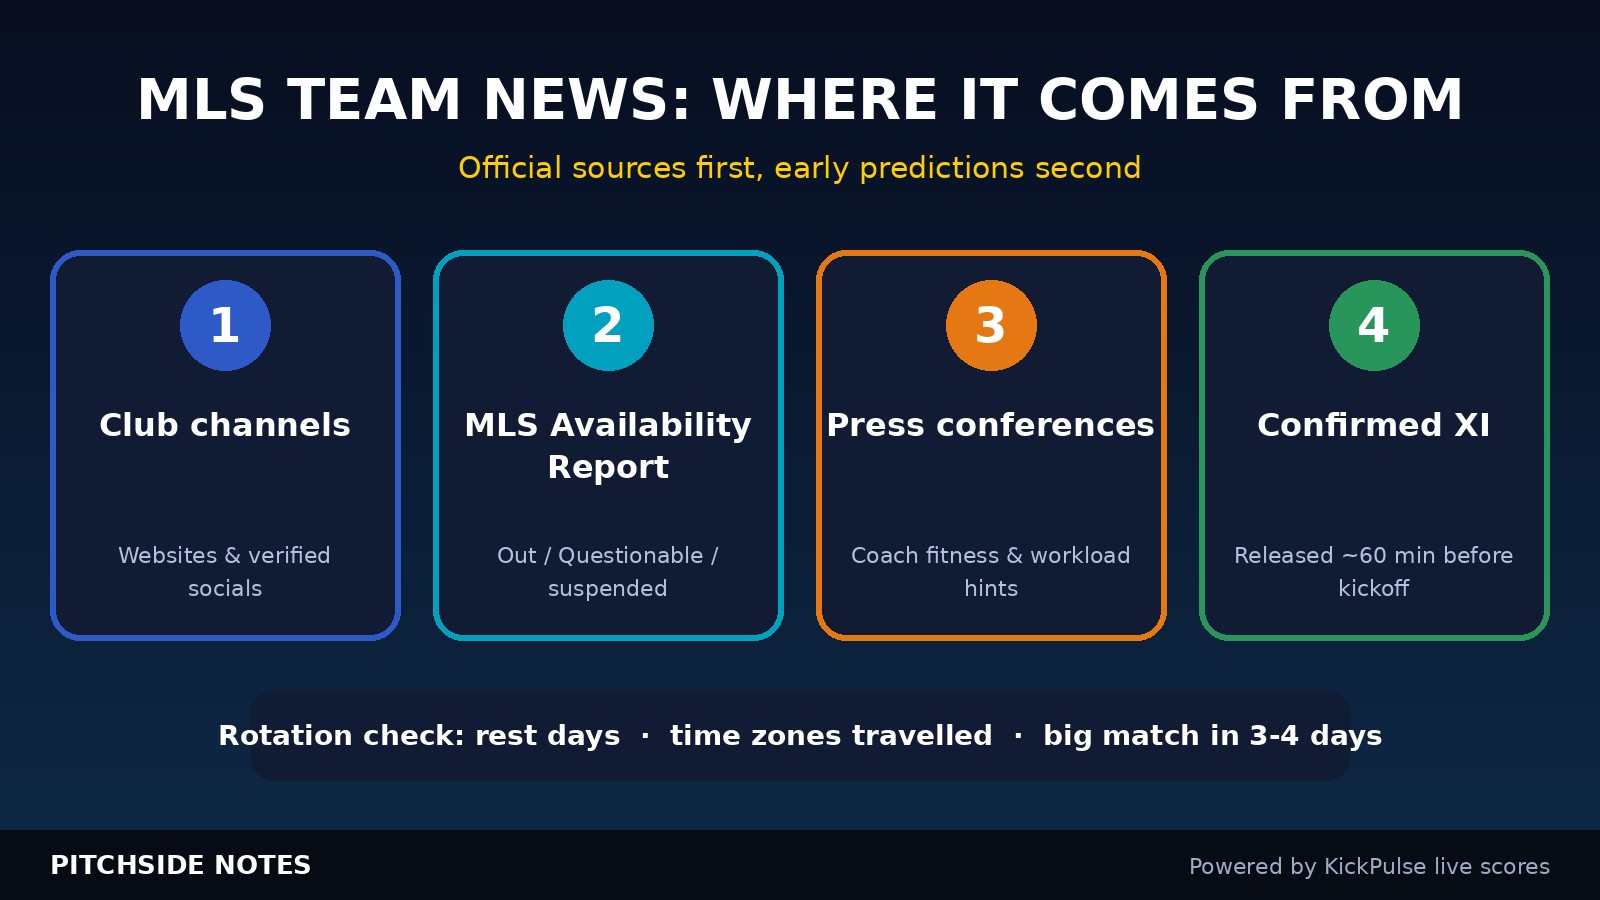 MLS TEAM NEWS: WHERE IT COMES FROM
Official sources first, early predictions second
1
Club channels
Websites & verified
socials
2
MLS Availability
Report
Out / Questionable /
suspended
3
Press conferences
Coach fitness & workload
hints
4
Confirmed XI
Released ~60 min before
kickoff
Rotation check: rest days · time zones travelled · big match in 3-4 days
PITCHSIDE NOTES
Powered by KickPulse live scores